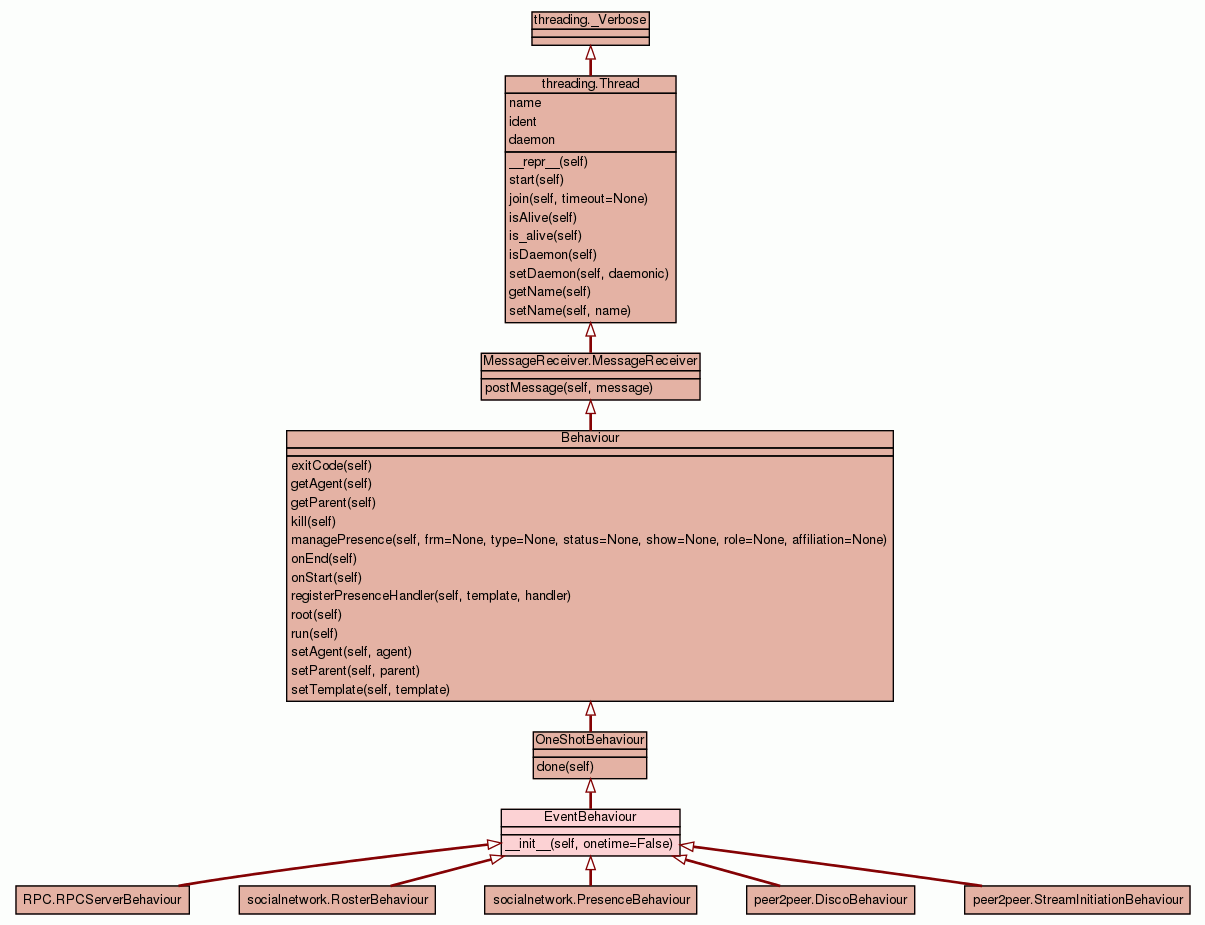 threading._Verbose
threading.Thread
name
ident
daemon
__repr__(self)
start(self)
join(self, timeout=None)
isAlive(self)
is_alive(self)
isDaemon(self)
setDaemon(self, daemonic)
getName(self)
setName(self, name)
MessageReceiver.MessageReceiver
postMessage(self, message)
Behaviour
exitCode(self)
getAgent(self)
getParent(self)
kill(self)
managePresence(self, frm=None, type=None, status=None, show=None, role=None, affiliation=None)
onEnd(self)
onStart(self)
registerPresenceHandler(self, template, handler)
root(self)
run(self)
setAgent(self, agent)
setParent(self, parent)
setTemplate(self, template)
OneShotBehaviour
done(self)
EventBehaviour
__init__(self, onetime=False)
RPC.RPCServerBehaviour
socialnetwork.RosterBehaviour
socialnetwork.PresenceBehaviour
peer2peer.DiscoBehaviour
peer2peer.StreamInitiationBehaviour